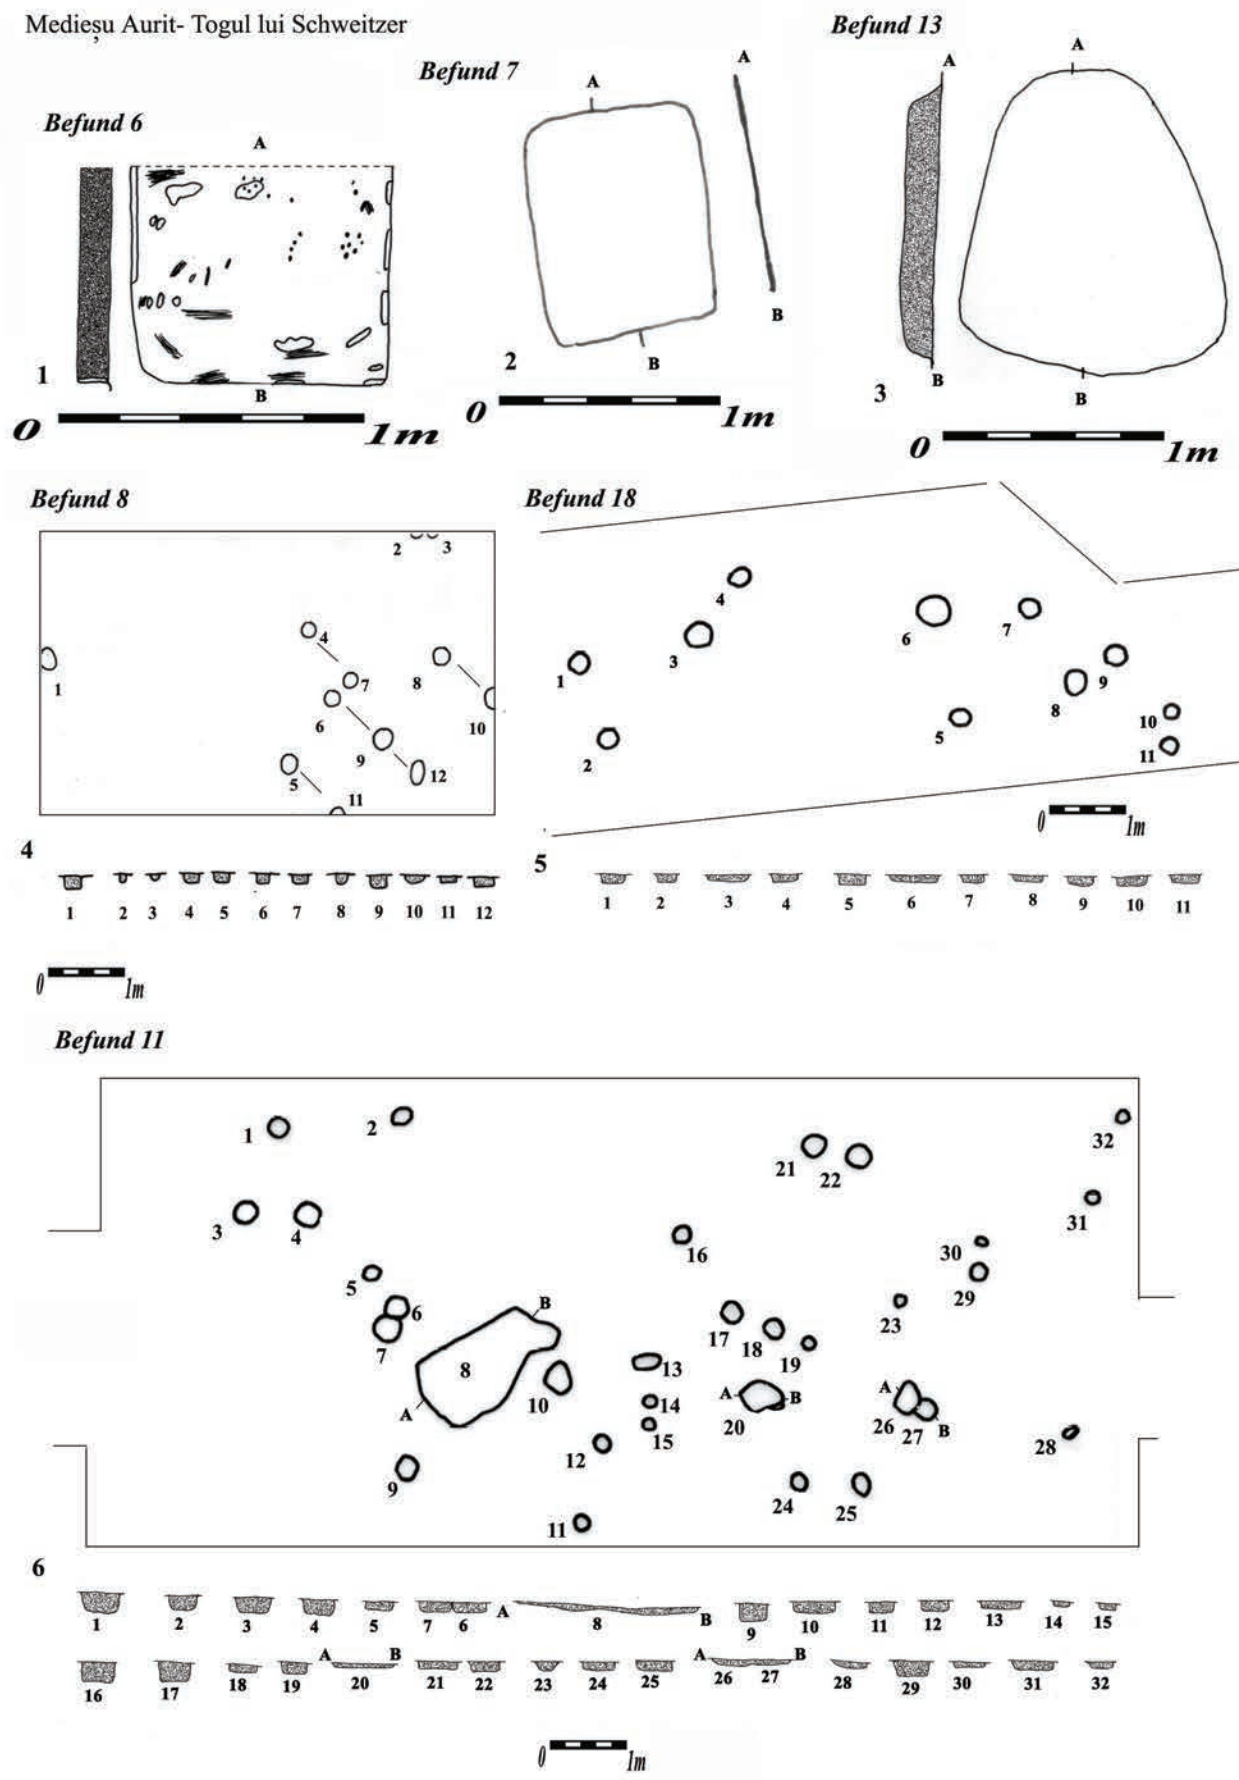 Medieșu Aurit- Togul lui Schweitzer
Befund 6
A
B
1
0 1m
Befund 7
A
A
B
B
2
0 1m
Befund 13
A
A
B
B
3
0 1m
Befund 8
2 3
4
1
7
8
6
10
9
12
5
11
4
1 2 3 4 5 6 7 8 9 10 11 12
0 1m
Befund 18
4
6
7
3
1
9
8
5
10
2
11
0 1m
5
1 2 3 4 5 6 7 8 9 10 11
Befund 11
1
2
32
21
22
3
4
31
16
30
5
29
B
6
23
17
7
18
8
19
13
A
10
14
A B
A
20
26
27
B
15
12
28
9
24
25
11
6
1 2 3 4 5 7 6 A 8 B 9 10 11 12 13 14 15
16 17 18 19 A 20 B 21 22 23 24 25 A 26 27 B 28 29 30 31 32
0 1m